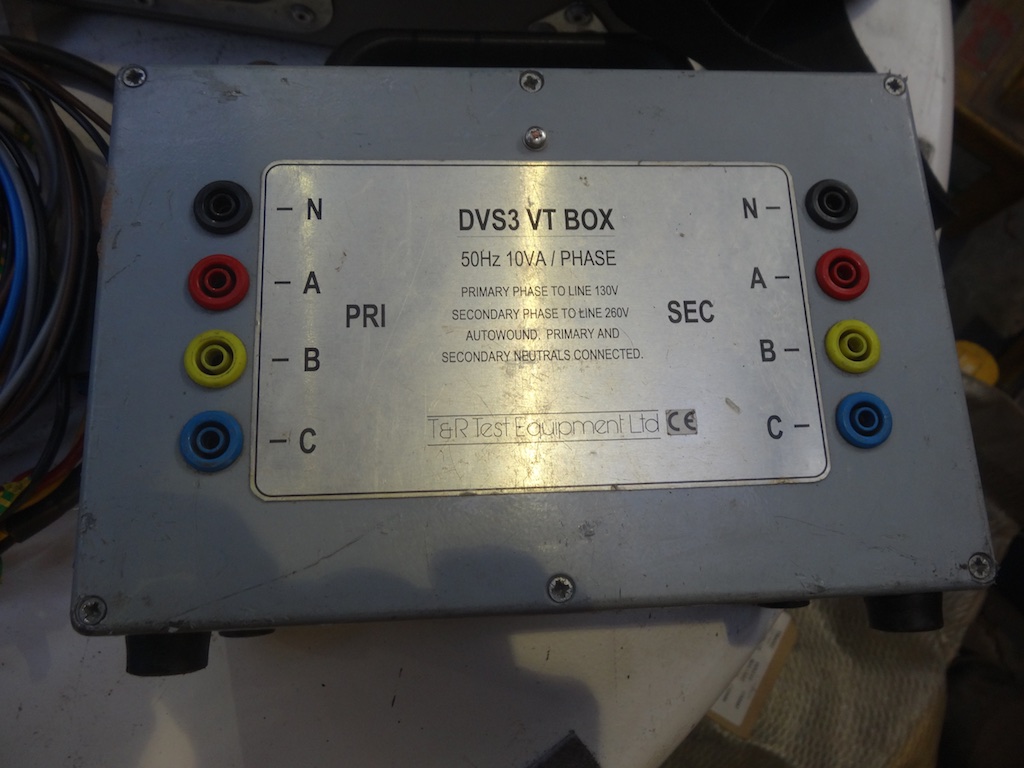 DVS3 VT BOX
50Hz 10VA / PHASE
PRIMARY PHASE TO LINE 130V
SECONDARY PHASE TO LINE 260V
AUTOWOUND, PRIMARY AND
SECONDARY NEUTRALS CONNECTED.
T&R Test Equipment Ltd CE
PRI
N
A
B
C
SEC
N
A
B
C